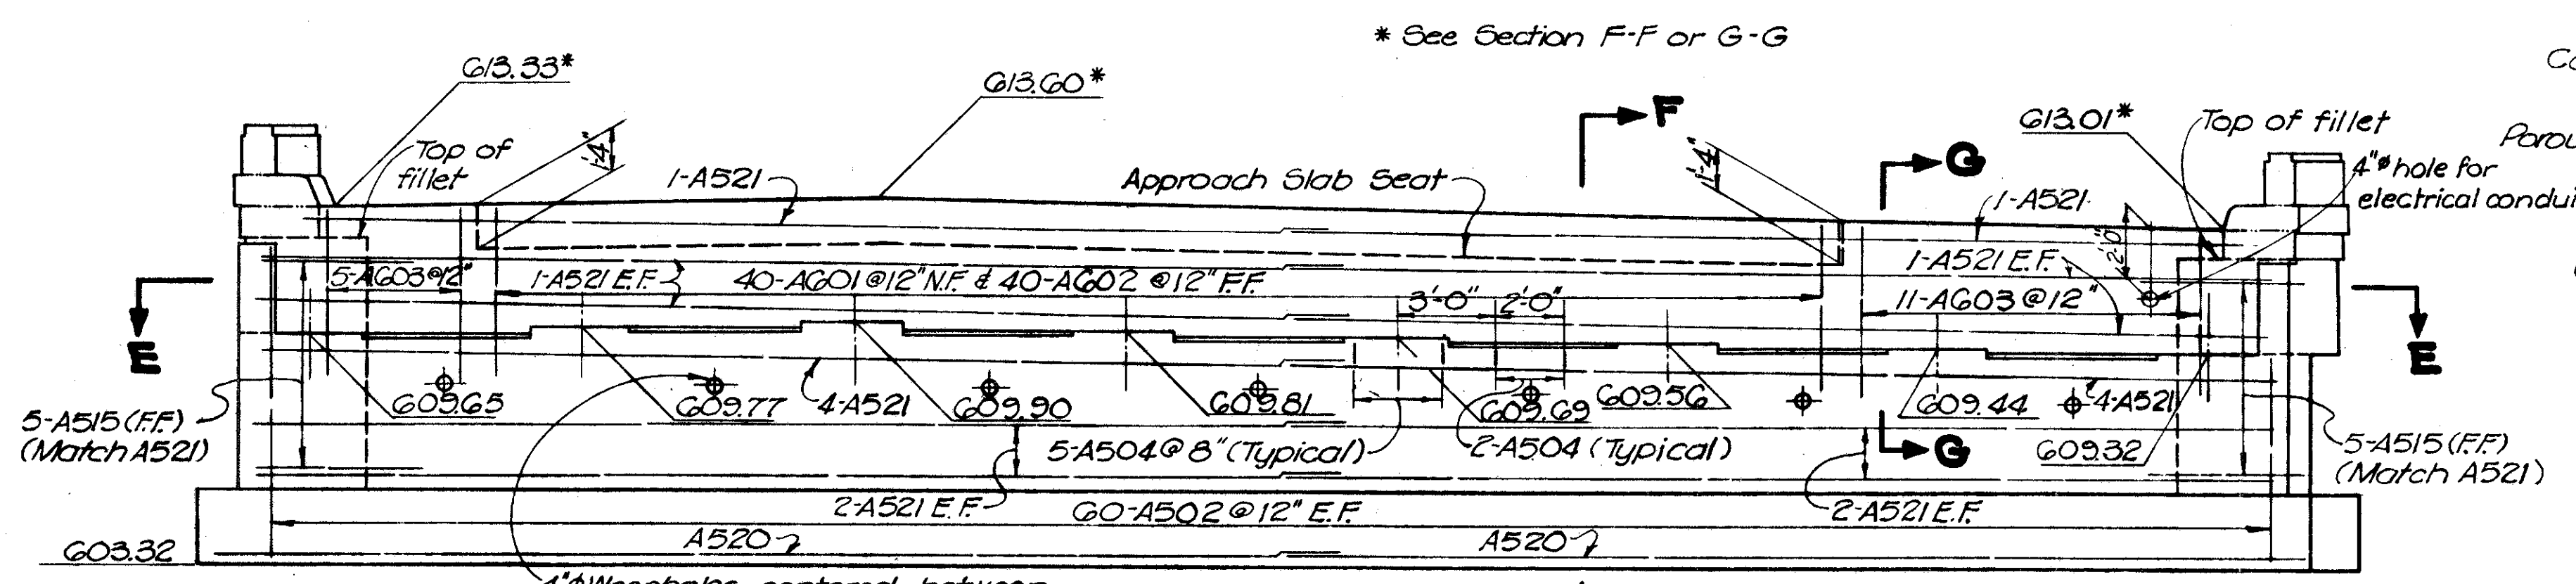 * See Section F-F or G-G
613.33*
613.60*
613.01*
Top of
fillet
1'-4"
1-A521
Approach Slab Seat
1'-4"
F
G
Top of fillet
4"ø hole for
electrical
1-A521
2'-0"
5-A603@12"
1-A521 E.F.
40-A601@12" N.F. & 40-A602 @12" F.F.
1-A521 E.F.
11-A603@12"
3'-0"
2'-0"
E
E
609.65
609.77
4-A521
609.90
609.81
609.69
609.56
609.44
4-A521
609.32
5-A515 (F.F.)
(Match A521)
5-A504@8" (Typical)
2-A504 (Typical)
G
5-A515 (F.F.)
(Match A521)
2-A521 E.F.
60-A502@12" E.F.
2-A521 E.F.
A520
A520
603.32